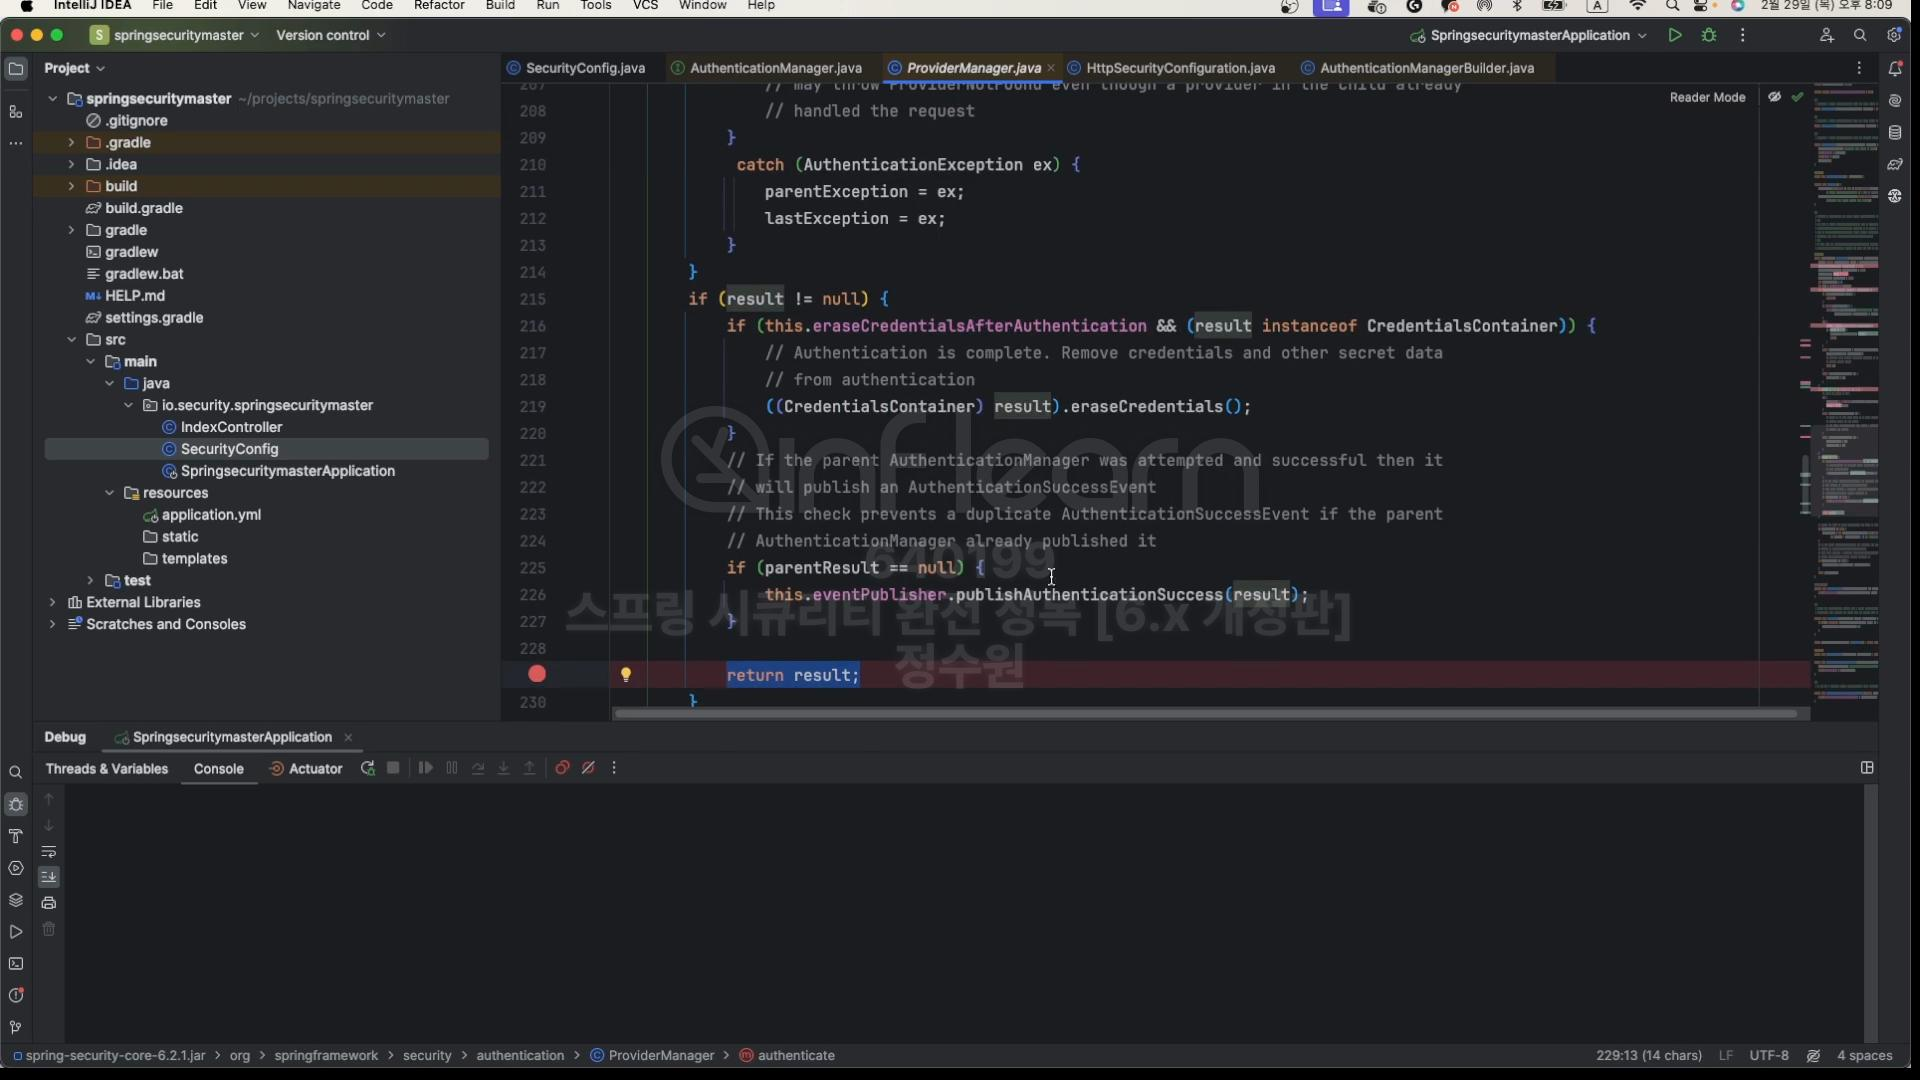 IntelliJ IDEA File Edit View Navigate Code Refactor Build Run Tools VCS Window Help A 2월 29일 (목) 오후 8:09
S springsecuritymaster Version control SpringsecuritymasterApplication
Project
SecurityConfig.java AuthenticationManager.java ProviderManager.java HttpSecurityConfiguration.java AuthenticationManagerBuilder.java
springsecuritymaster ~/projects/springsecuritymaster
.gitignore
.gradle
.idea
build
build.gradle
gradle
gradlew
gradlew.bat
HELP.md
settings.gradle
src
main
java
io.security.springsecuritymaster
IndexController
SecurityConfig
SpringsecuritymasterApplication
resources
application.yml
static
templates
test
External Libraries
Scratches and Consoles
Reader Mode
207 // may throw ProviderNotFound even though a provider in the child already
208 // handled the request
209 }
210 catch (AuthenticationException ex) {
211 parentException = ex;
212 lastException = ex;
213 }
214 }
215 if (result != null) {
216 if (this.eraseCredentialsAfterAuthentication && (result instanceof CredentialsContainer)) {
217 // Authentication is complete. Remove credentials and other secret data
218 // from authentication
219 ((CredentialsContainer) result).eraseCredentials();
220 }
221 // If the parent AuthenticationManager was attempted and successful then it
222 // will publish an AuthenticationSuccessEvent
223 // This check prevents a duplicate AuthenticationSuccessEvent if the parent
224 // AuthenticationManager already published it
225 if (parentResult == null) {
226 this.eventPublisher.publishAuthenticationSuccess(result);
227 }
228
return result;
230 }
inflearn
640199
스프링 시큐리티 완전 정복 [6.x 개정판]
정수원
Debug SpringsecuritymasterApplication
Threads & Variables Console Actuator
spring-security-core-6.2.1.jar > org > springframework > security > authentication > ProviderManager > authenticate
229:13 (14 chars) LF UTF-8 4 spaces